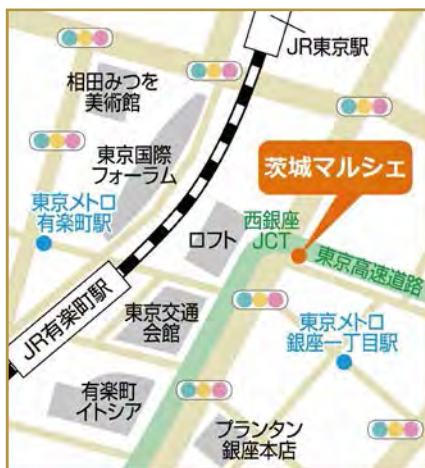 JR東京駅
相田みつを
美術館
東京国際
フォーラム
茨城マルシェ
東京メトロ
有楽町駅
ロフト
西銀座
JCT
東京高速道路
JR有楽町駅
東京交通
会館
東京メトロ
銀座一丁目駅
有楽町
イトシア
プランタン
銀座本店